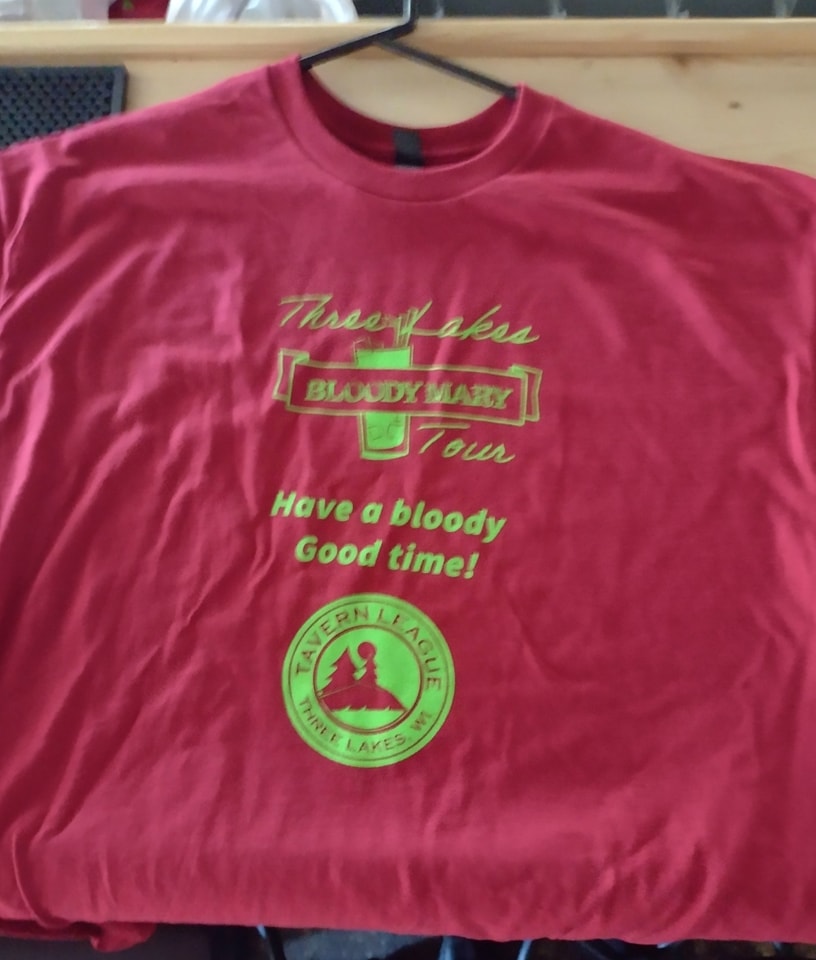 Three Lakes
BLOODY MARY
Tour
Have a bloody
Good time!
TAVERN LEAGUE
THREE LAKES, WI